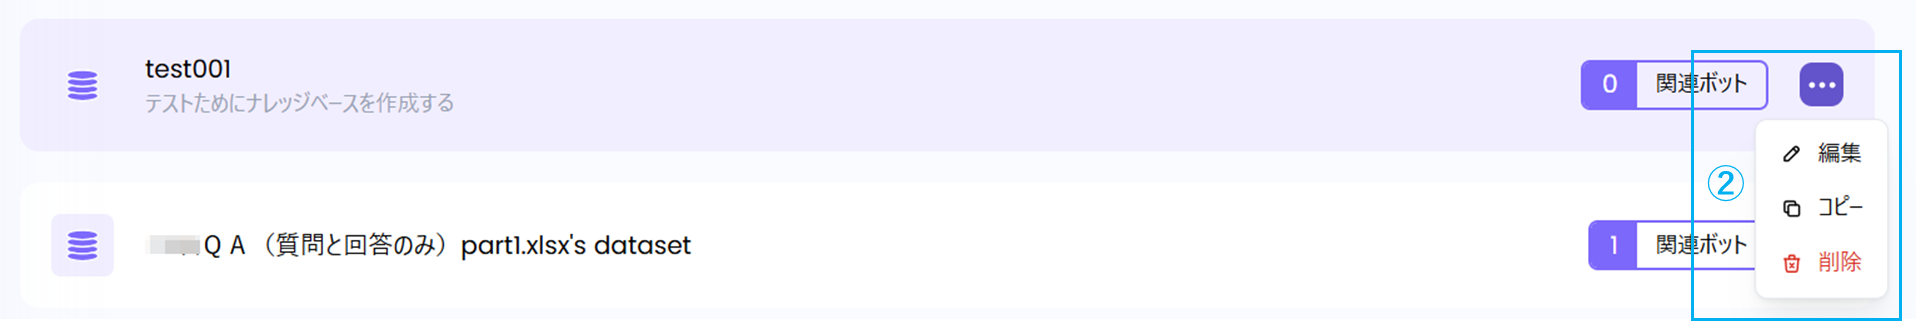 test001
テストためにナレッジベースを作成する
0 関連ボット
②
編集
コピー
削除
ＱＡ（質問と回答のみ）part1.xlsx's dataset
1 関連ボット